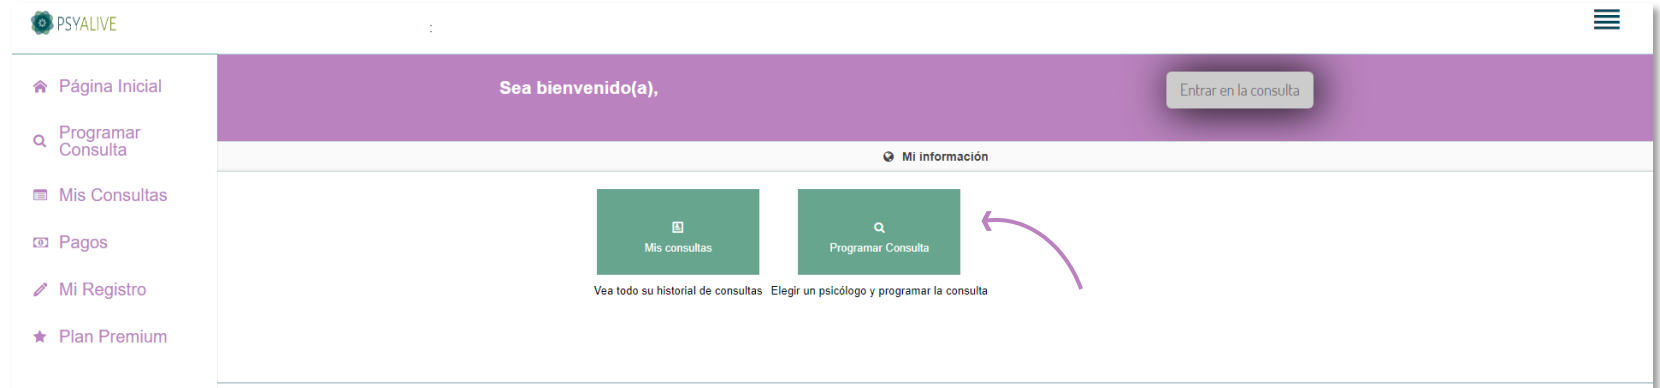 PSYALIVE
:
Página Inicial
Programar
Consulta
Mis Consultas
Pagos
Mi Registro
Plan Premium
Sea bienvenido(a),
Entrar en la consulta
Mi información
Mis consultas
Programar Consulta
Vea todo su historial de consultas
Elegir un psicólogo y programar la consulta